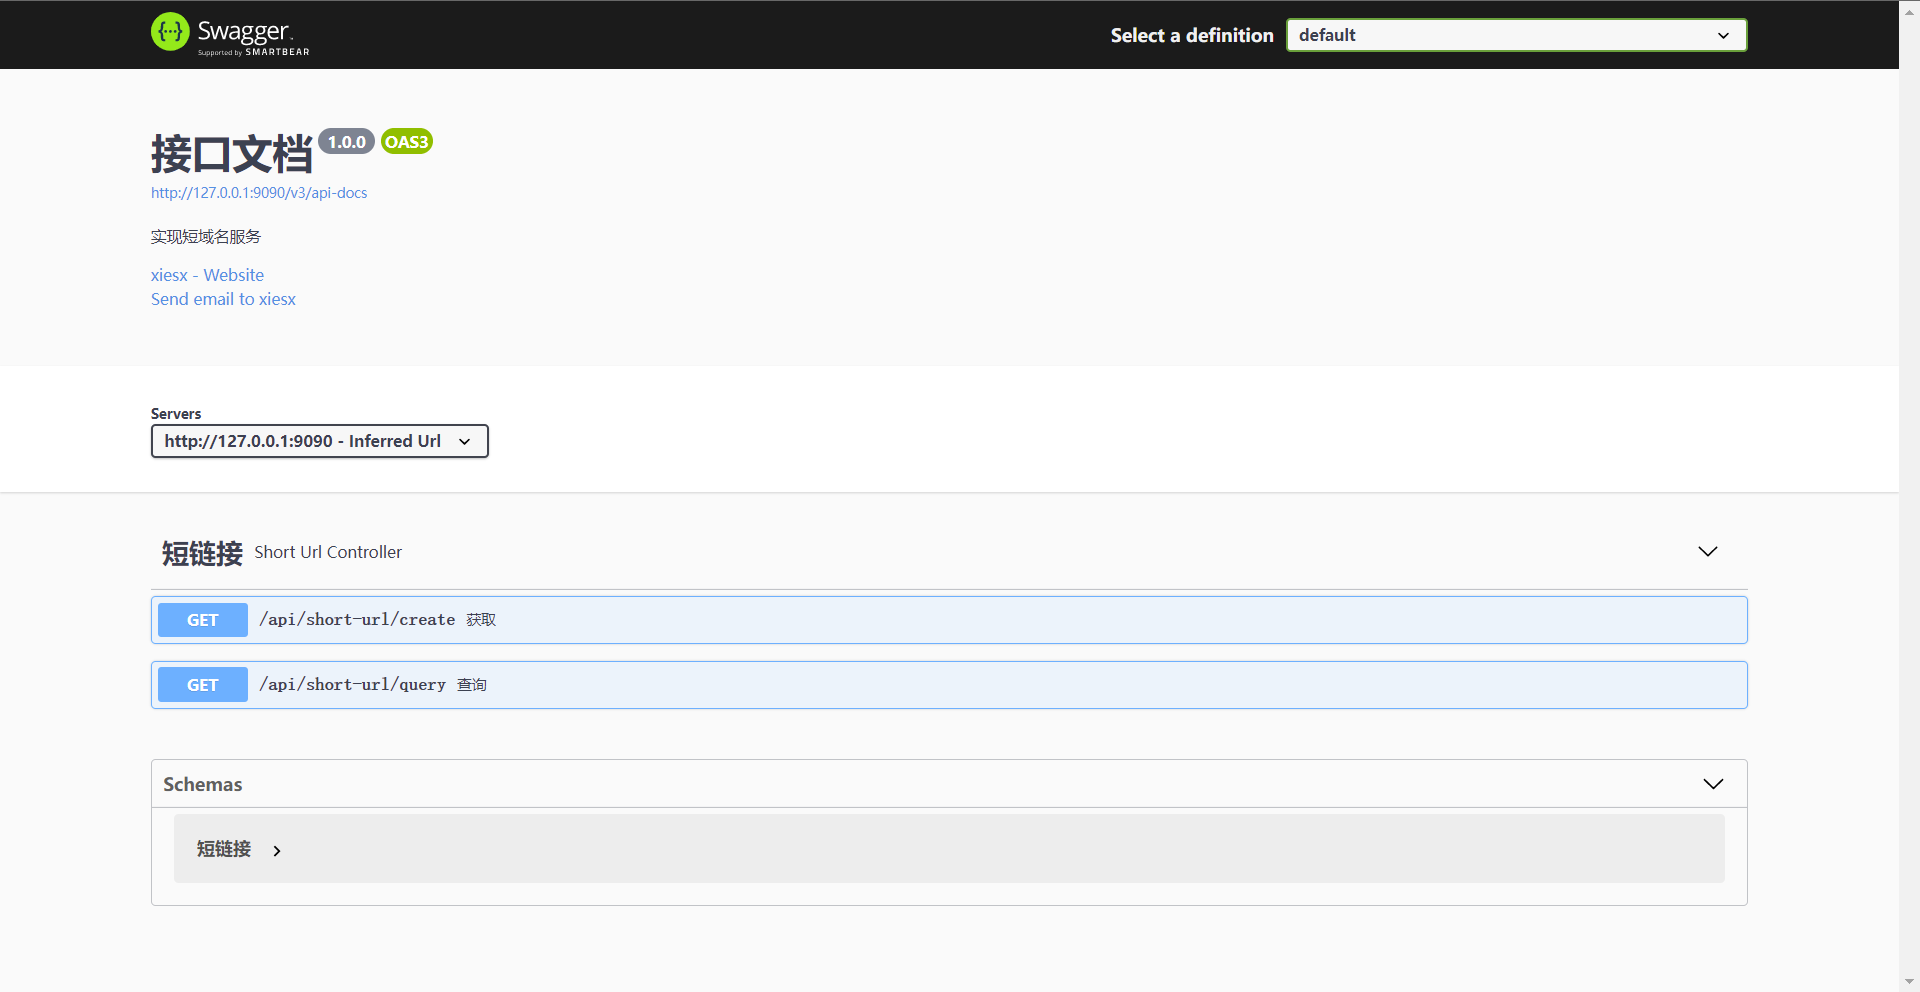 Swagger.
Supported by SMARTBEAR
Select a definition
default
接口文档 1.0.0 OAS3
http://127.0.0.1:9090/v3/api-docs
实现短域名服务
xiesx - Website
Send email to xiesx
Servers
http://127.0.0.1:9090 - Inferred Url
短链接 Short Url Controller
GET /api/short-url/create 获取
GET /api/short-url/query 查询
Schemas
短链接